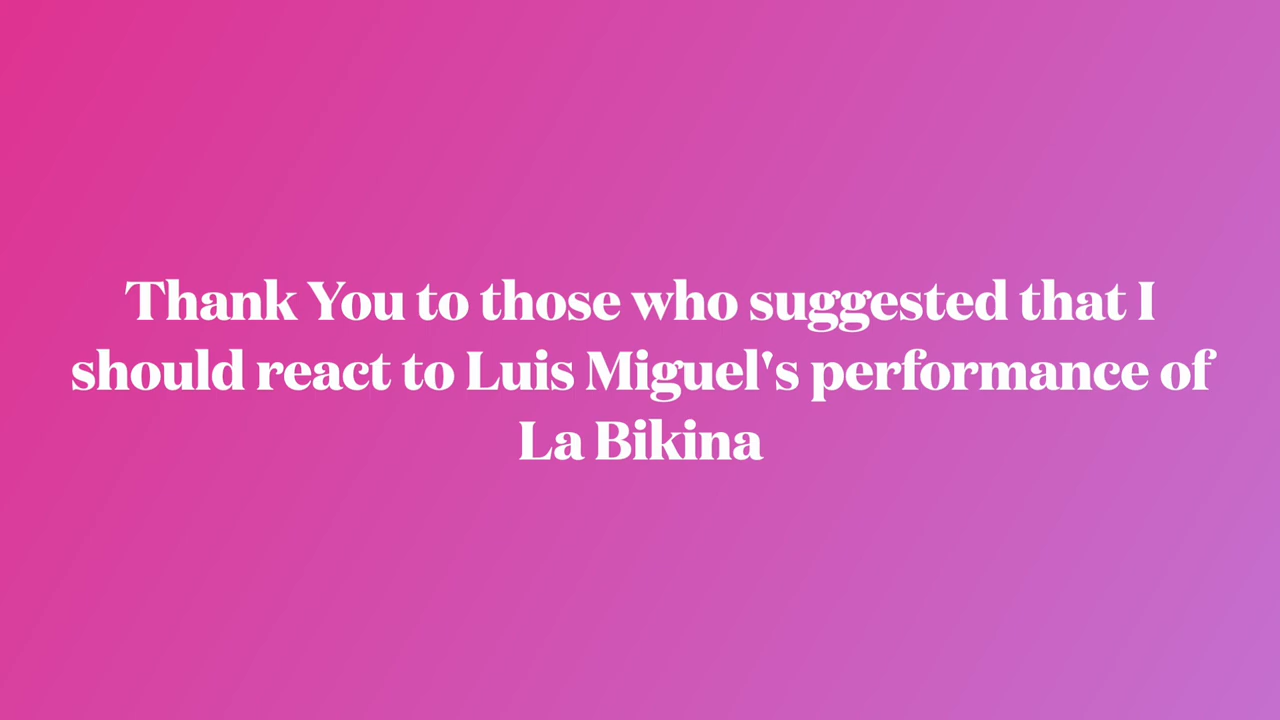 Thank You to those who suggested that I
should react to Luis Miguel's performance of
La Bikina